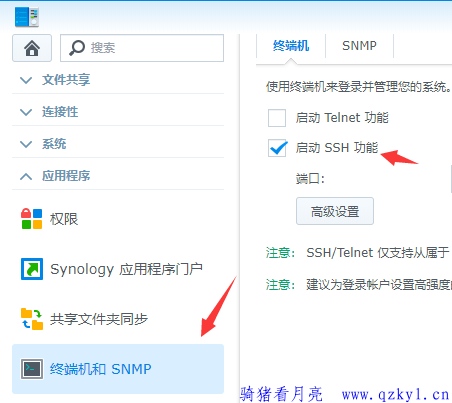 搜索
文件共享
连接性
系统
应用程序
权限
Synology 应用程序门户
共享文件夹同步
终端机和 SNMP
终端机 SNMP
使用终端机来登录并管理您的系统。
启动 Telnet 功能
启动 SSH 功能
端口：
高级设置
注意： SSH/Telnet 仅支持从属于
注意： 建议为登录帐户设置高强度
骑猪看月亮 www.qzkyl.cn